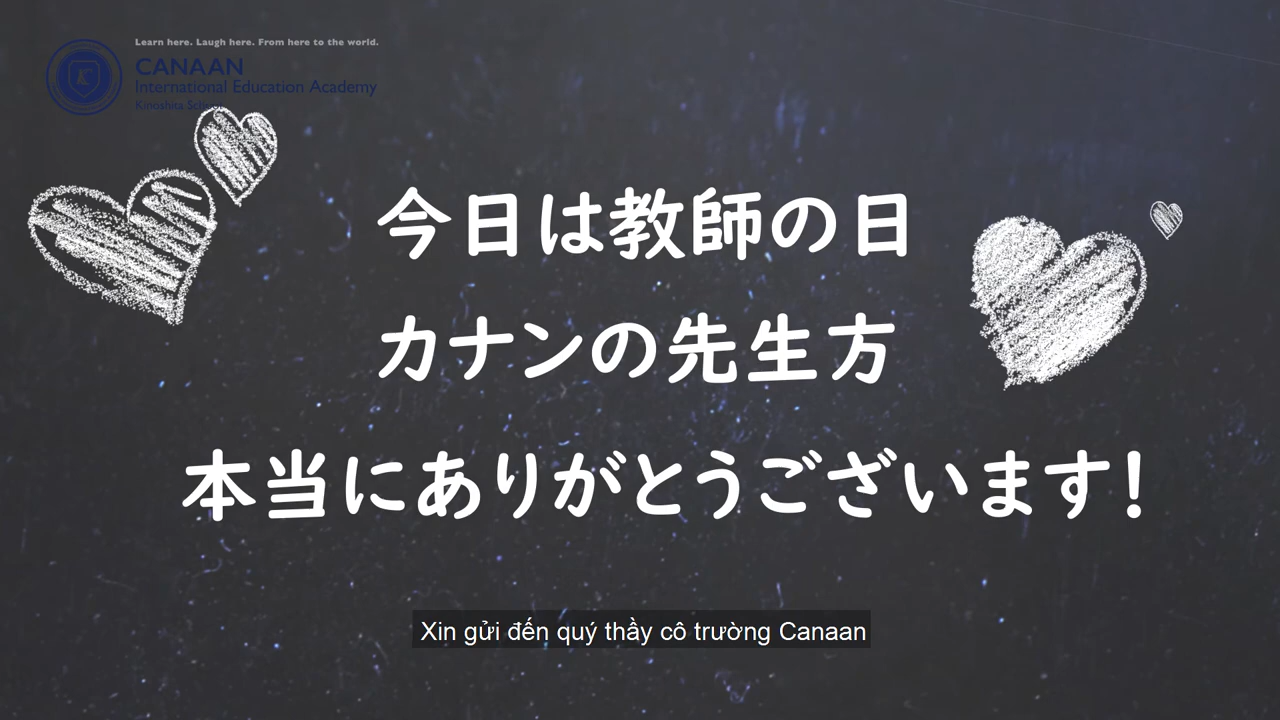 Learn here. Laugh here. From here to the world.
CANAAN
International Education Academy
Kinoshita School
今日は教師の日
カナンの先生方
本当にありがとうございます!
Xin gửi đến quý thầy cô trường Canaan